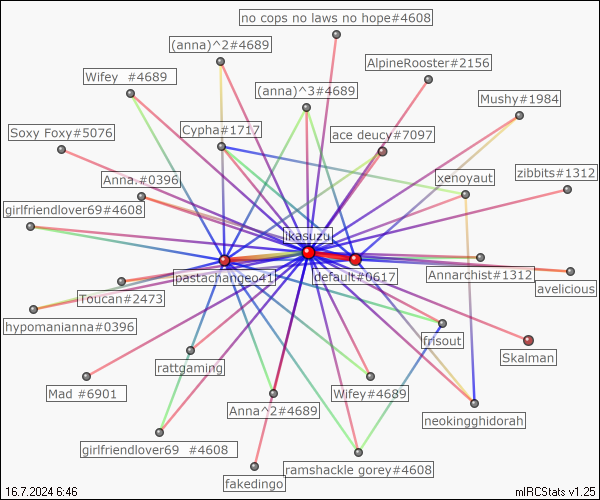 no cops no laws no hope#4608
(anna)^2#4689
AlpineRooster#2156
Wifey  #4689
(anna)^3#4689
Mushy#1984
Soxy Foxy#5076
Cypha#1717
ace deucy#7097
Anna.#0396
xenoyaut
zibbits#1312
girlfriendlover69#4608
ikasuzu
pastachangeo41
default#0617
Annarchist#1312
avelicious
Toucan#2473
hypomanianna#0396
frisout
Skalman
rattgaming
Mad #6901
Anna^2#4689
Wifey#4689
neokingghidorah
girlfriendlover69  #4608
fakedingo
ramshackle gorey#4608
16.7.2024 6:46
mIRCStats v1.25